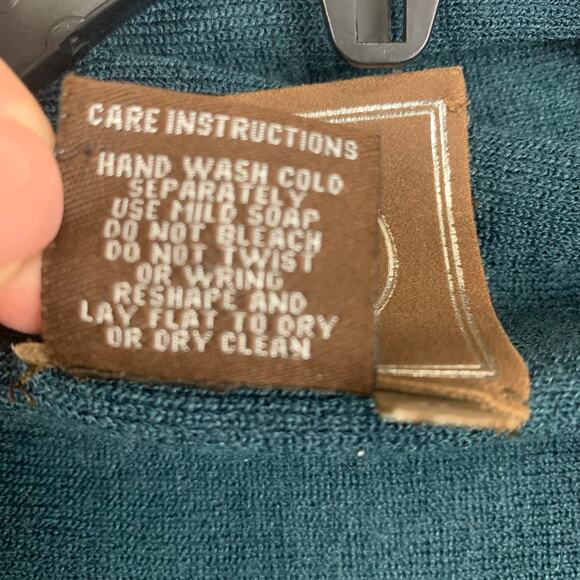 CARE INSTRUCTIONS
HAND WASH COLD
SEPARATELY
USE MILD SOAP
DO NOT BLEACH
DO NOT TWIST
OR WRING
RESHAPE AND
LAY FLAT TO DRY
OR DRY CLEAN